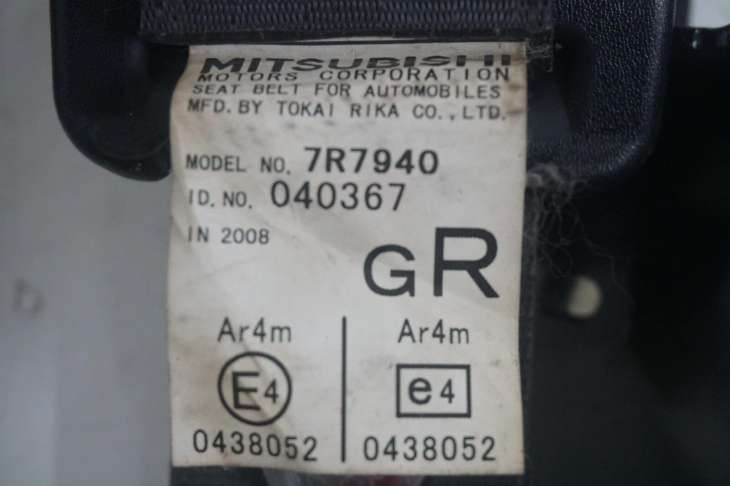 MITSUBISHI
MOTORS CORPORATION
SEAT BELT FOR AUTOMOBILES
MFD. BY TOKAI RIKA CO., LTD.
MODEL NO. 7R7940
ID. NO. 040367
IN 2008
GR
Ar4m Ar4m
E4 e4
0438052 0438052